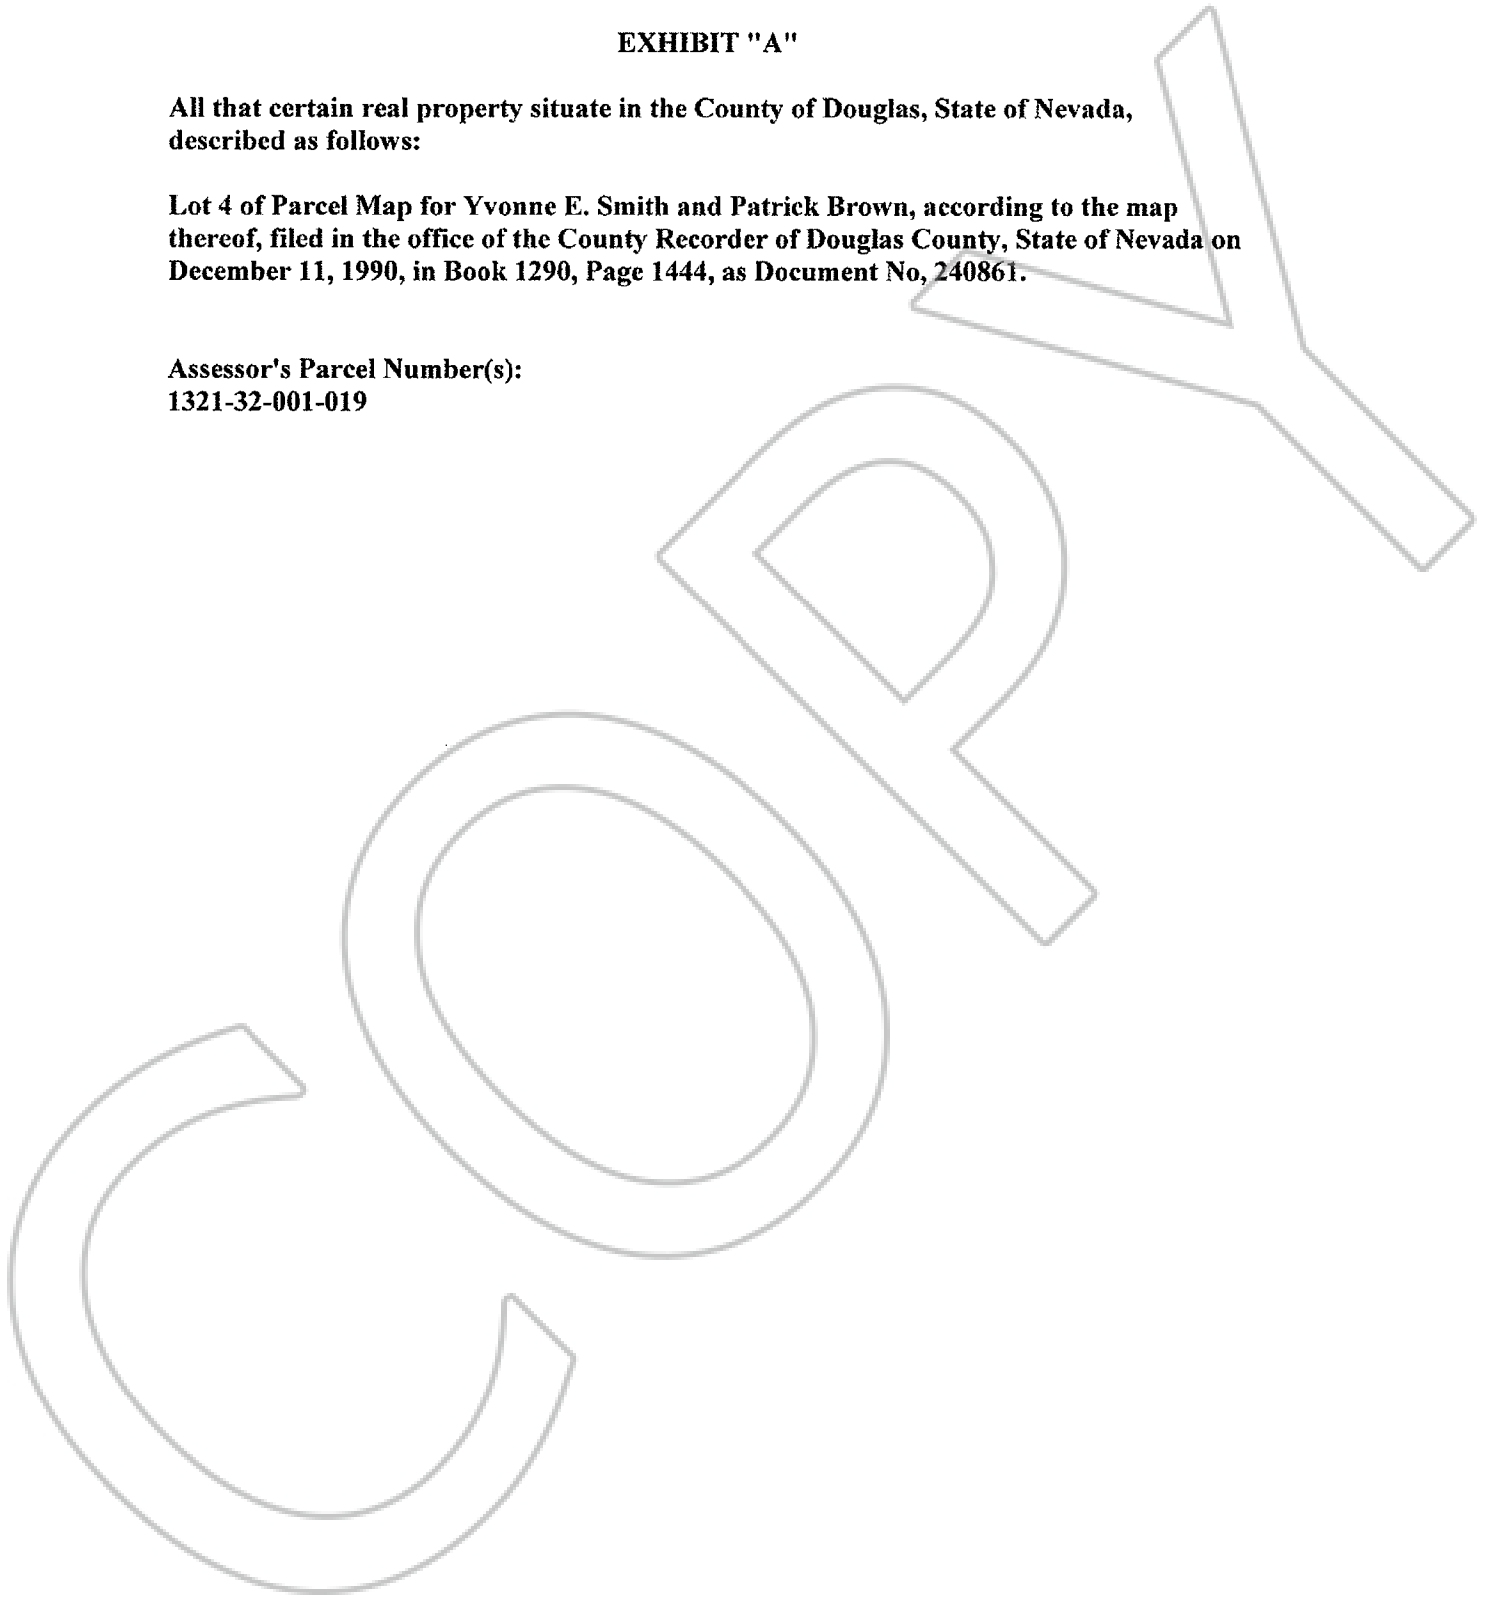 EXHIBIT "A"
All that certain real property situate in the County of Douglas, State of Nevada,
described as follows:
Lot 4 of Parcel Map for Yvonne E. Smith and Patrick Brown, according to the map
thereof, filed in the office of the County Recorder of Douglas County, State of Nevada on
December 11, 1990, in Book 1290, Page 1444, as Document No, 240861.
Assessor's Parcel Number(s):
1321-32-001-019
COPY